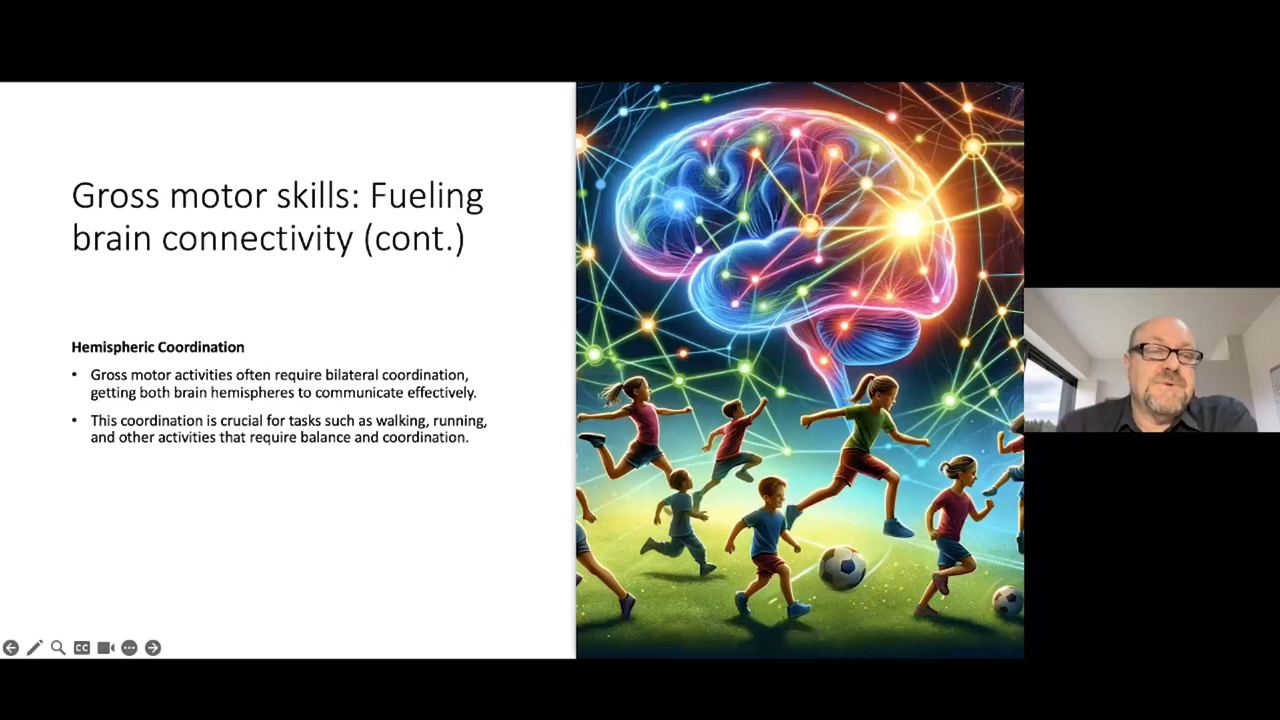 Gross motor skills: Fueling
brain connectivity (cont.)
Hemispheric Coordination
• Gross motor activities often require bilateral coordination,
getting both brain hemispheres to communicate effectively.
• This coordination is crucial for tasks such as walking, running,
and other activities that require balance and coordination.
CC